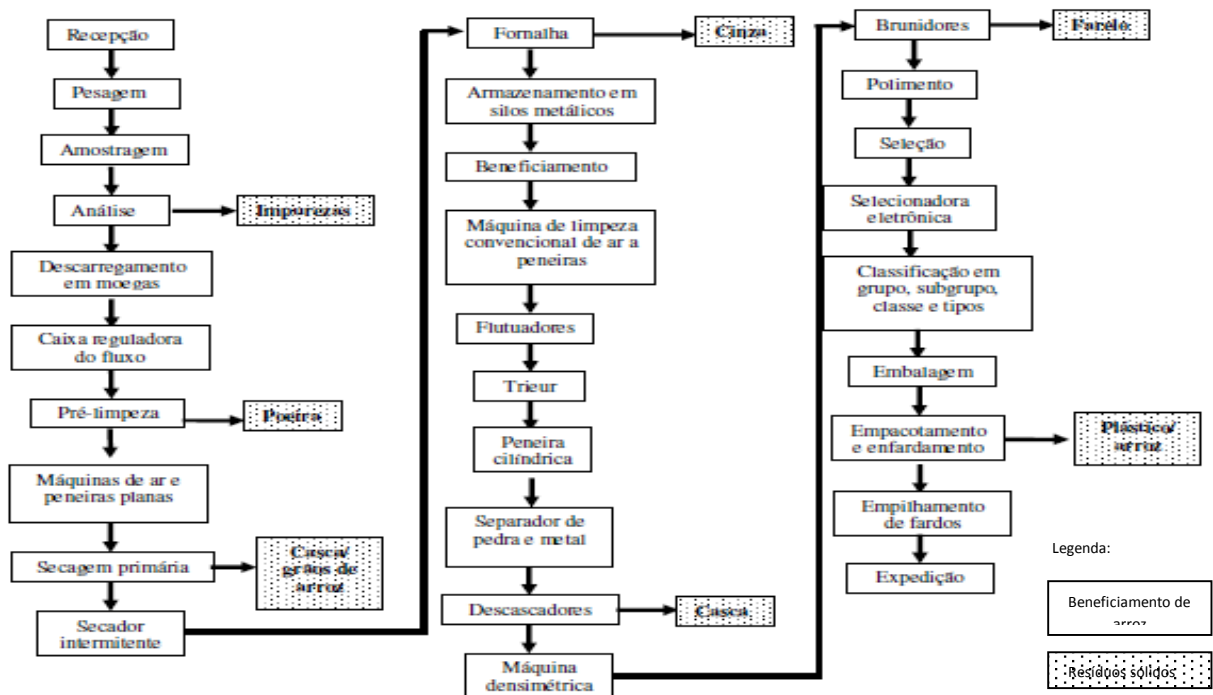 Recepção
Pesagem
Amostragem
Análise
Impurezas
Descarregamento
em moegas
Caixa reguladora
do fluxo
Pré-limpeza
Poeira
Máquinas de ar e
peneiras planas
Secagem primária
Casca/
grãos de
arroz
Secador
intermitente
Fornalha
Cinza
Armazenamento em
silos metálicos
Beneficiamento
Máquina de limpeza
convencional de ar a
peneiras
Flutuadores
Trieur
Peneira
cilíndrica
Separador de
pedra e metal
Descascadores
Casca
Máquina
densimétrica
Brunidores
Farelo
Polimento
Seleção
Selecionadora
eletrônica
Classificação em
grupo, subgrupo,
classe e tipos
Embalagem
Empacotamento
e enfardamento
Plástico/
arroz
Empilhamento
de fardos
Expedição
Legenda:
Beneficiamento de
arroz
Resíduos sólidos